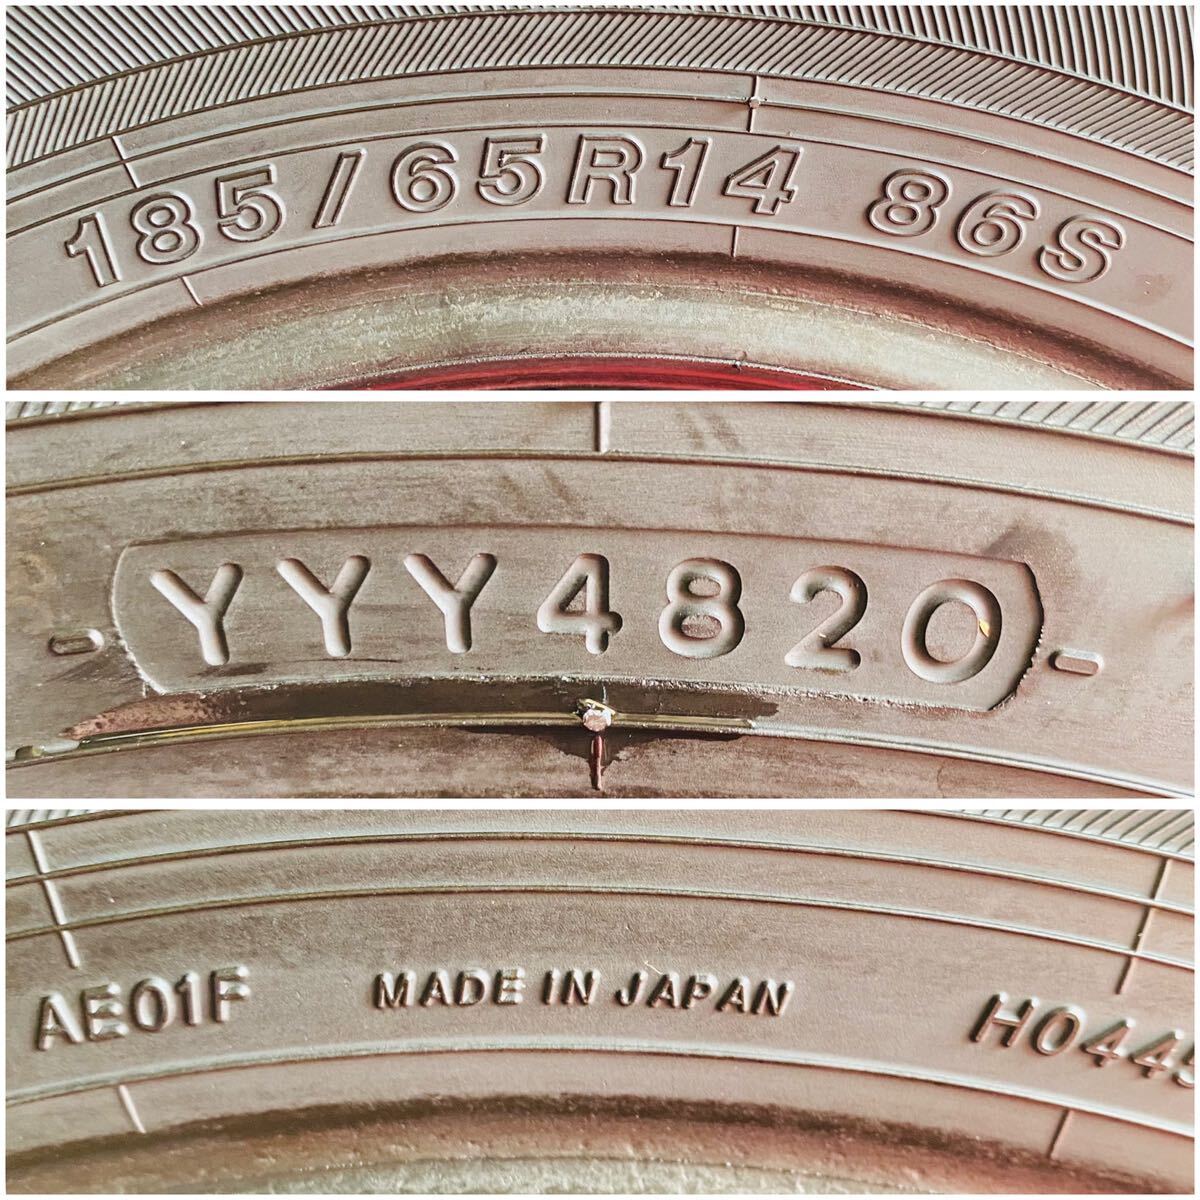 185/65R14 86S
YYY4820
AE01F MADE IN JAPAN